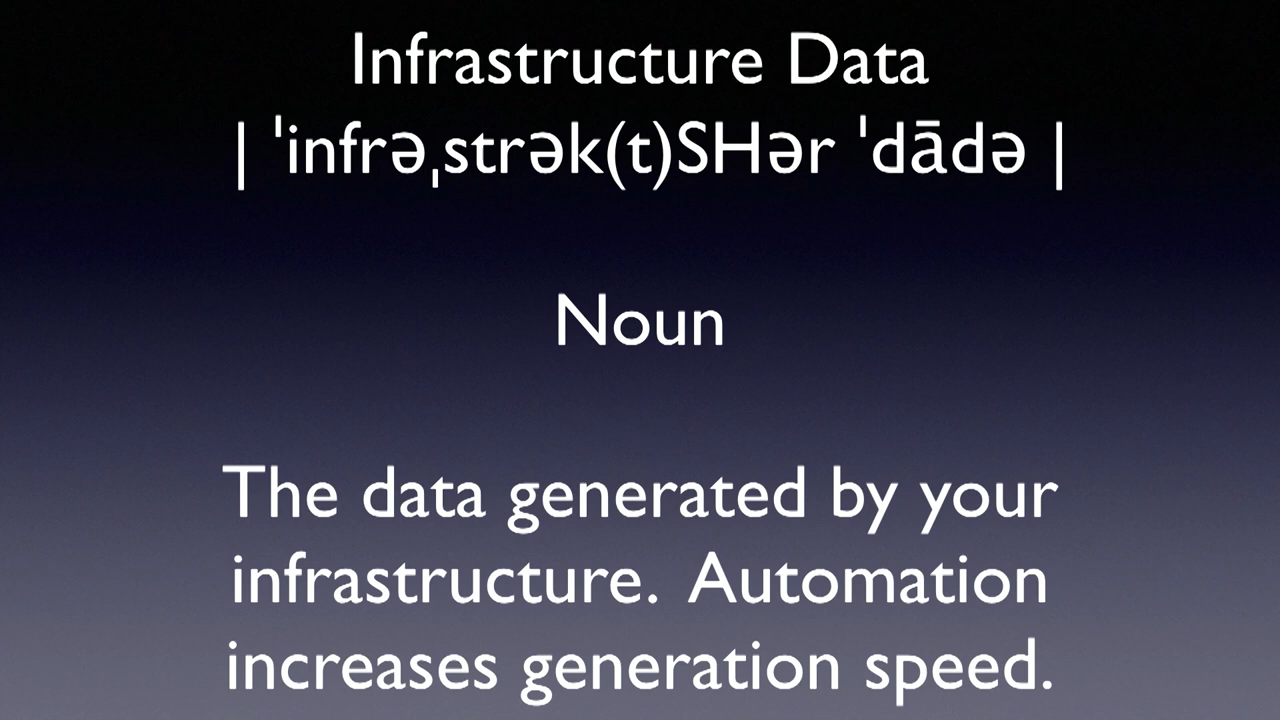 Infrastructure Data
| ˈinfrəˌstrək(t)SHər ˈdādə |
Noun
The data generated by your
infrastructure.  Automation
increases generation speed.